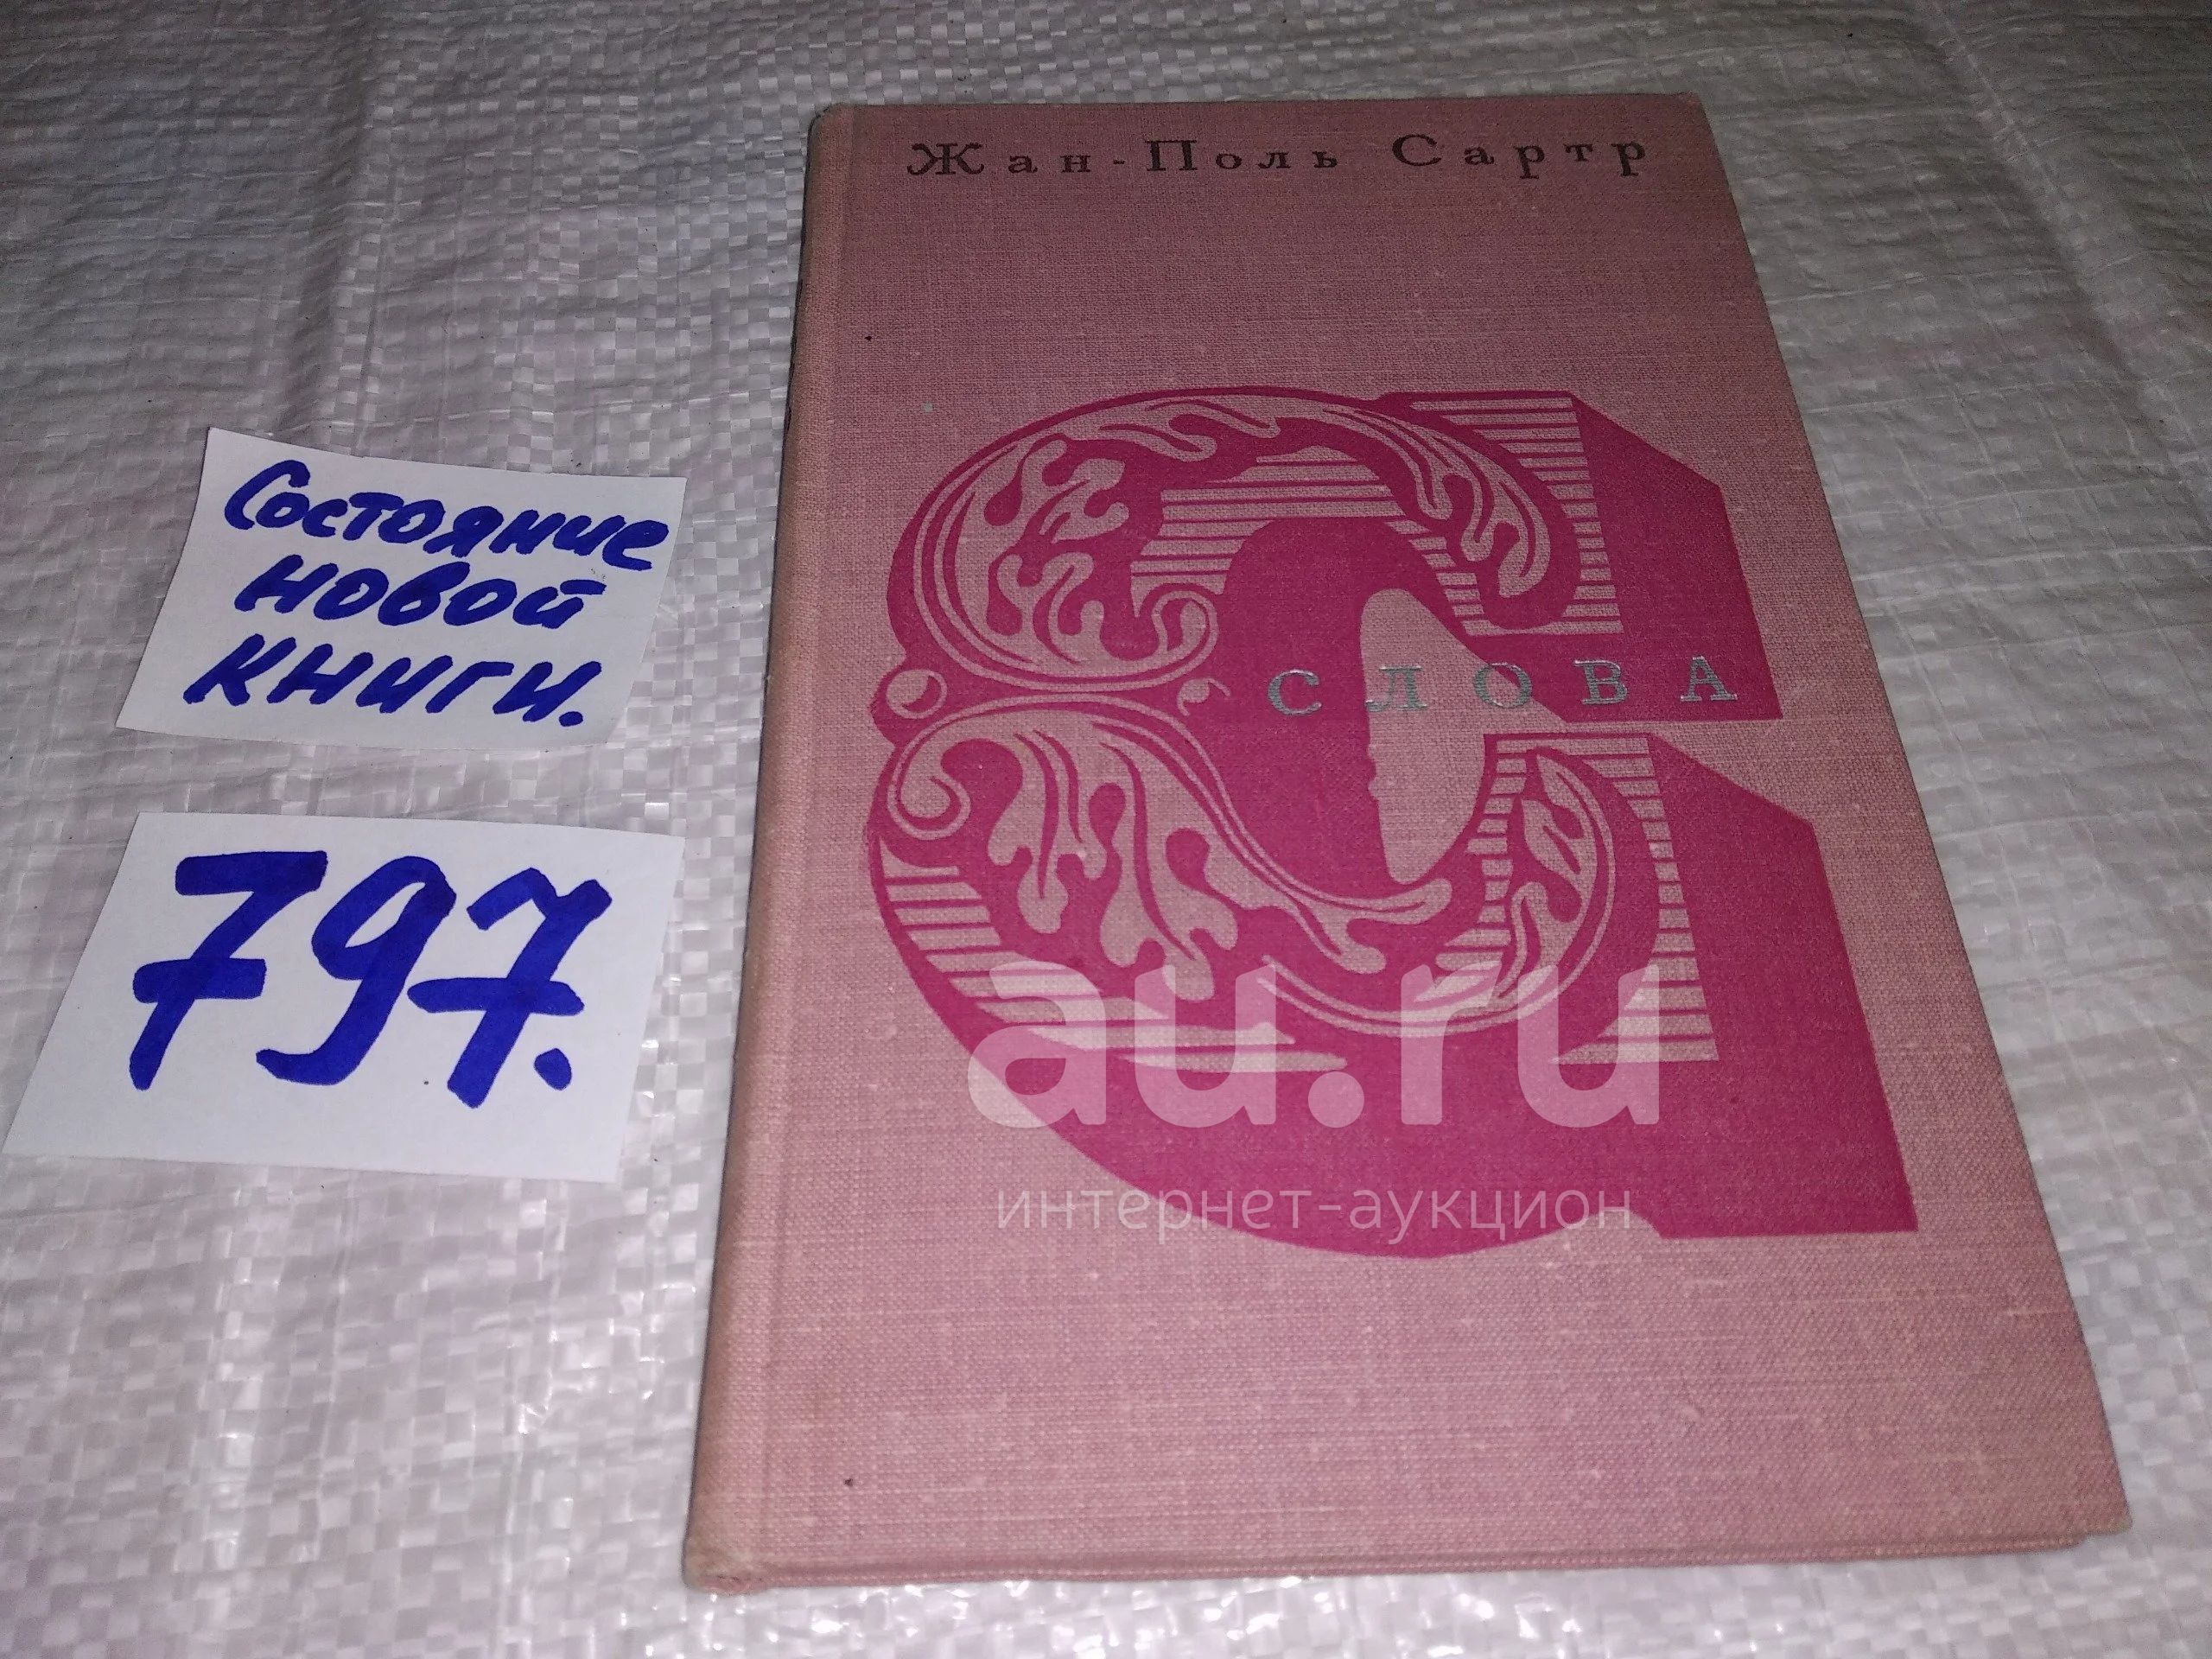 Жан-Поль Сартр
СЛОВА
Состояние
новой
книги.
797.
au.ru
интернет-аукцион